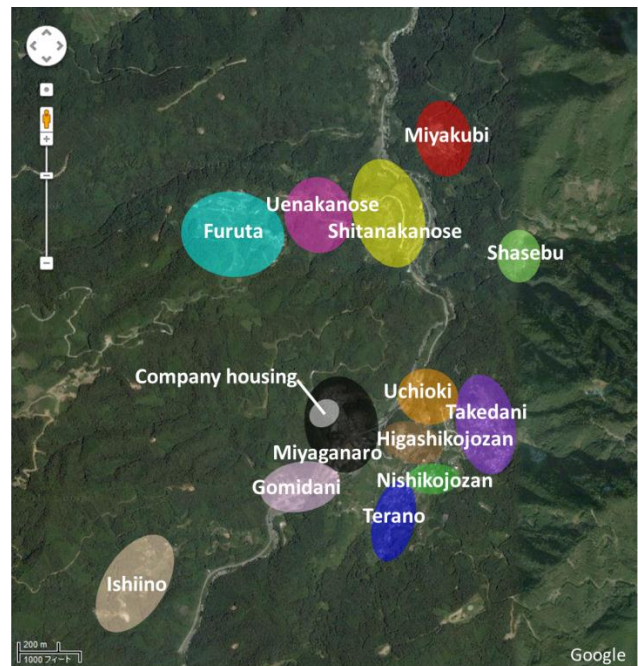 Miyakubi
Uenakanose
Furuta
Shitanakanose
Shasebu
Company housing
Uchioki
Takedani
Higashikojozan
Miyaganaro
Nishikojozan
Gomidani
Terano
Ishiino
200 m
1000 フィート
Google